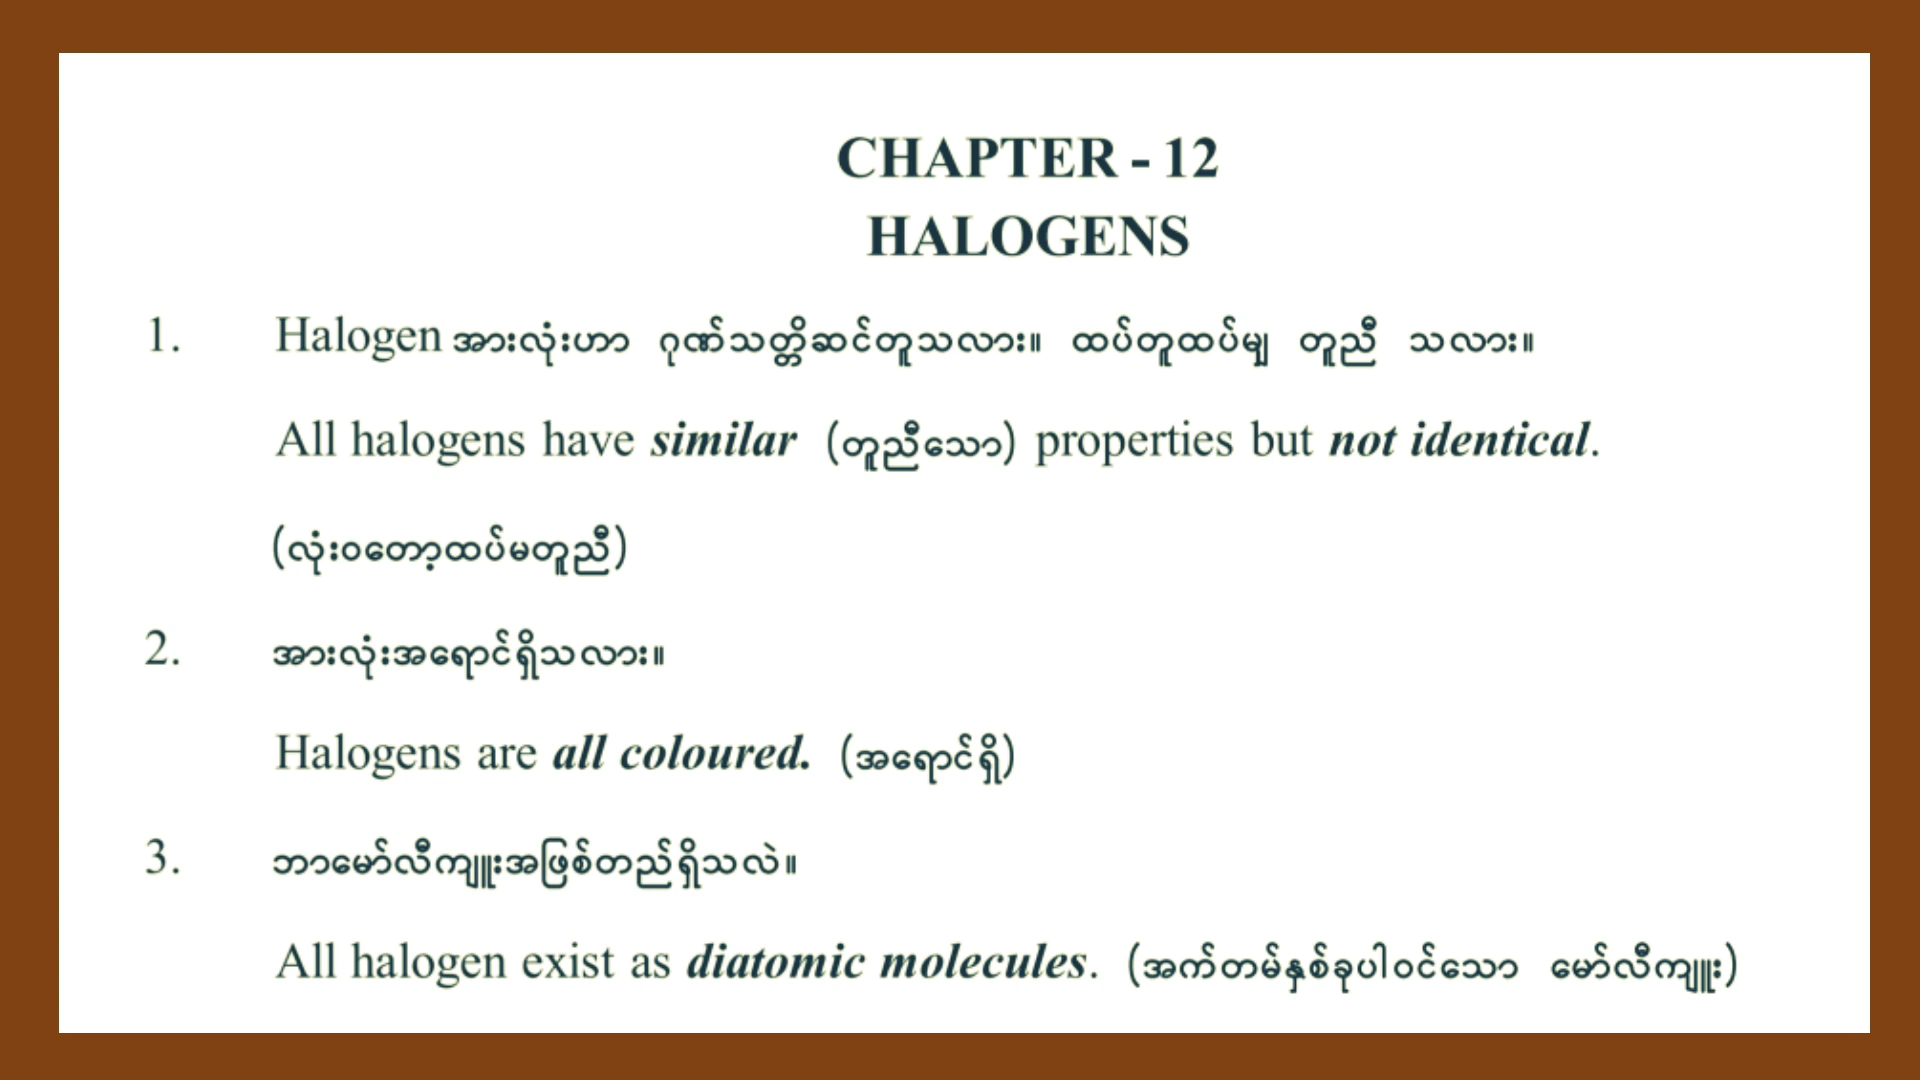 CHAPTER - 12
HALOGENS
1. Halogen အားလုံးဟာ ဂုဏ်သတ္တိဆင်တူသလား။ ထပ်တူထပ်မျှ တူညီ သလား။
All halogens have similar (တူညီသော) properties but not identical.
(လုံးဝတော့ထပ်မတူညီ)
2. အားလုံးအရောင်ရှိသလား။
Halogens are all coloured. (အရောင်ရှိ)
3. ဘာမော်လီကျူးအဖြစ်တည်ရှိသလဲ။
All halogen exist as diatomic molecules. (အက်တမ်နှစ်ခုပါဝင်သော မော်လီကျူး)